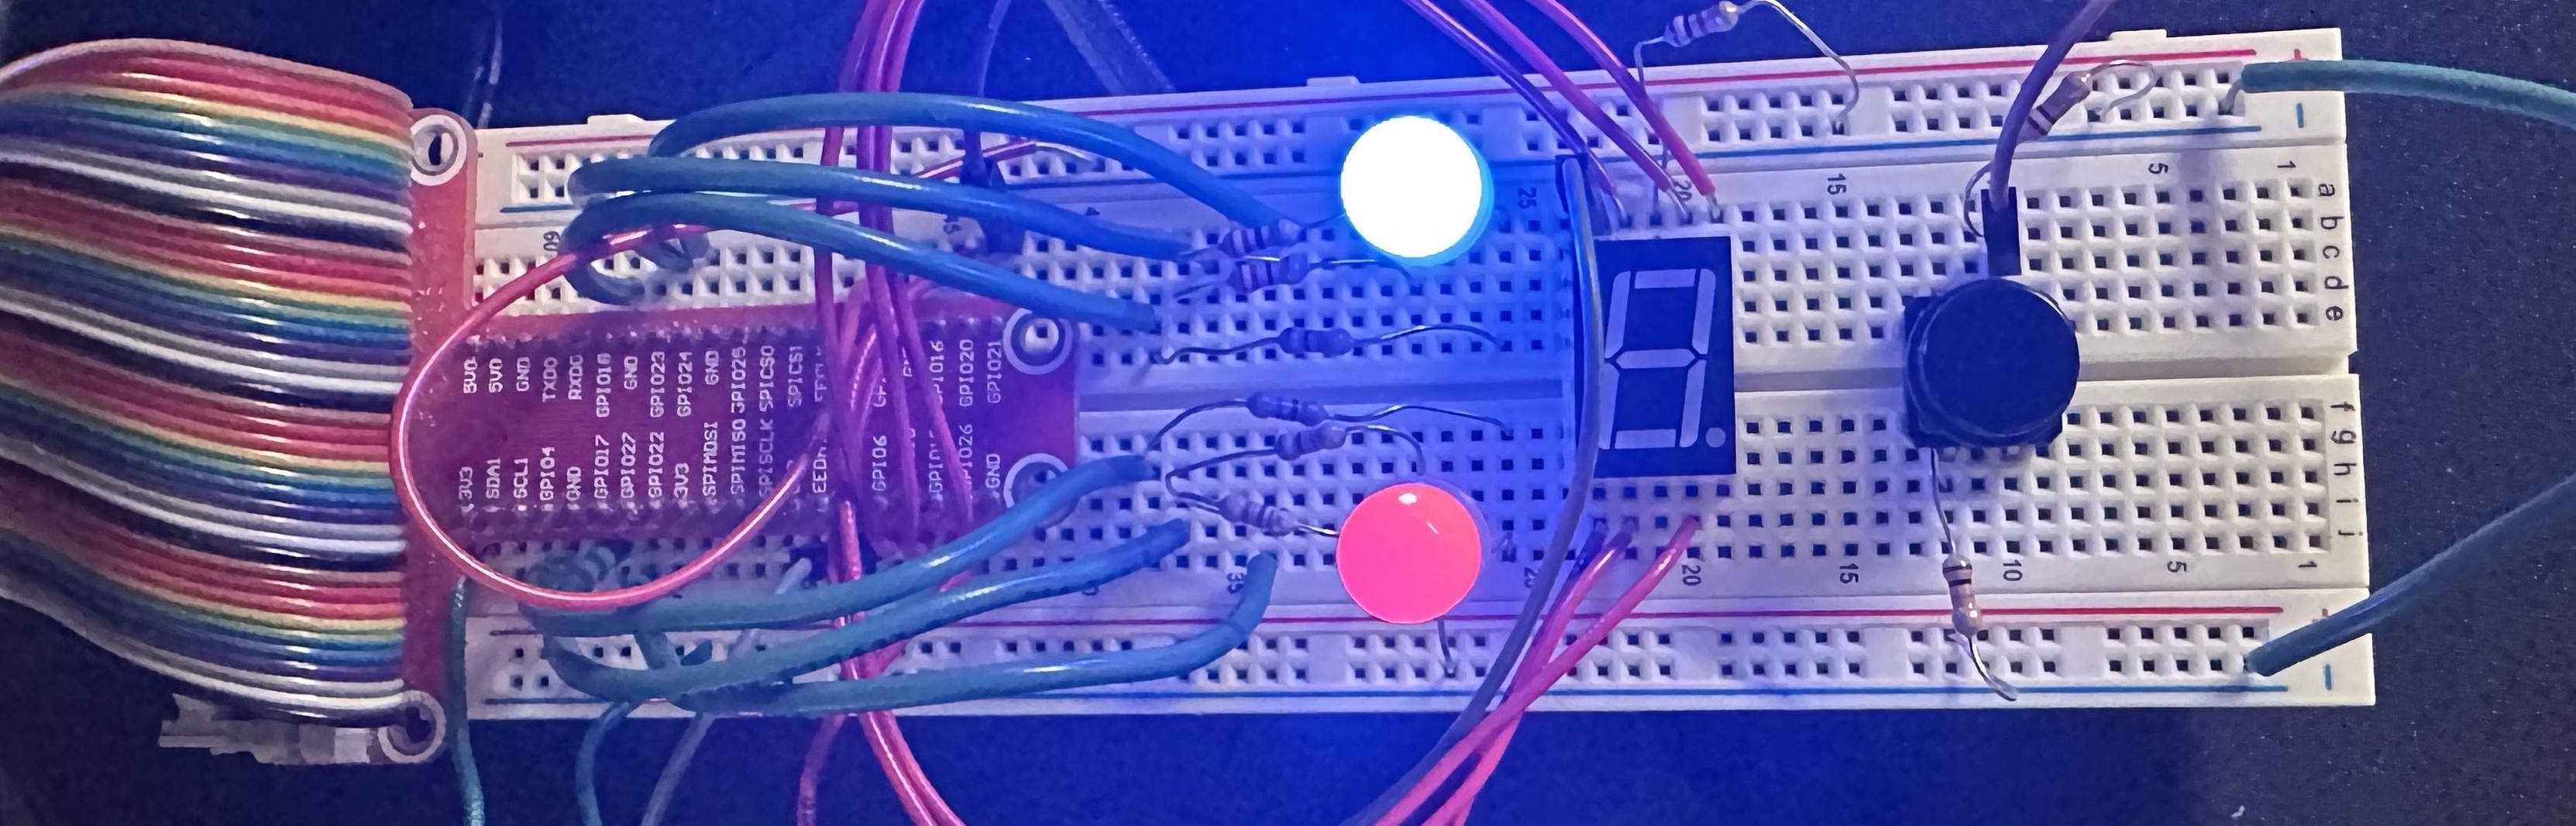 +
−
1
5
15
20
25
60
a
b
c
d
e
5V0
5V0
GND
TXD0
RXD0
GPIO18
GND
GPIO23
GPIO24
GND
GPIO25
SPICS0
SPICS1
GPIO16
GPIO20
GPIO21
3V3
SDA1
SCL1
GPIO4
GND
GPIO17
GPIO27
GPIO22
3V3
SPIMOSI
SPIMISO
SPISCLK
GPIO6
GPIO26
GND
f
g
h
i
j
1
5
10
15
20
35
−